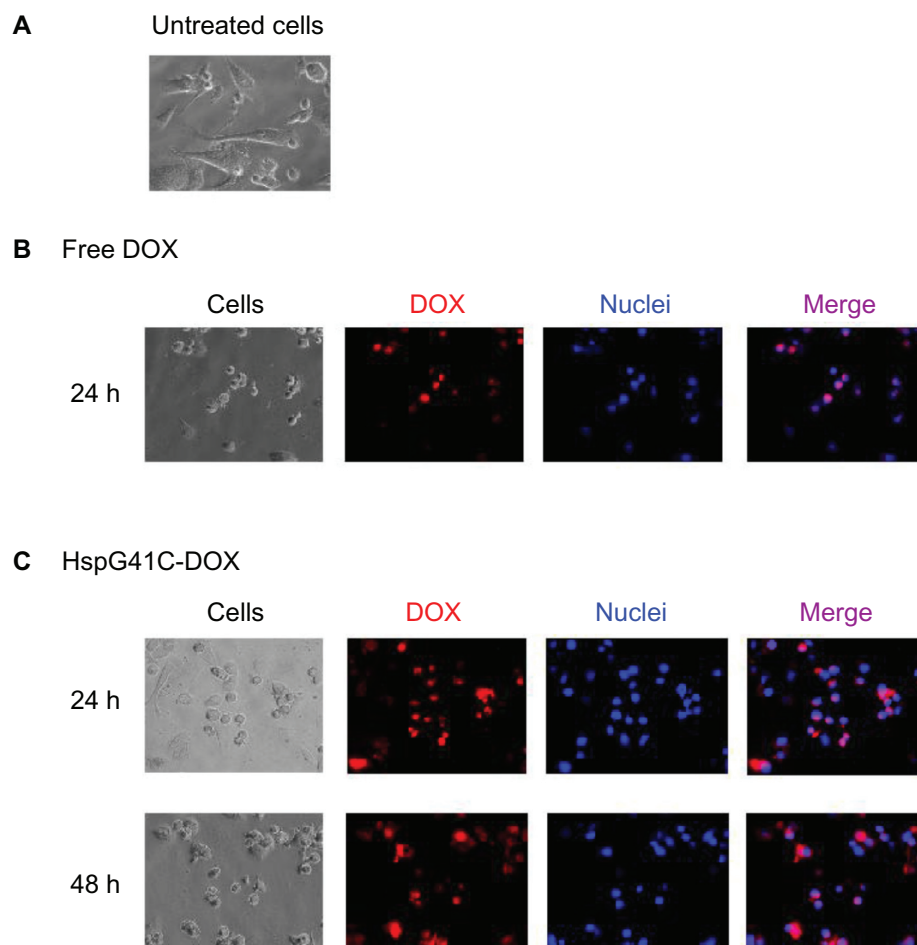 A Untreated cells
B Free DOX
Cells DOX Nuclei Merge
24 h
C HspG41C-DOX
Cells DOX Nuclei Merge
24 h
48 h